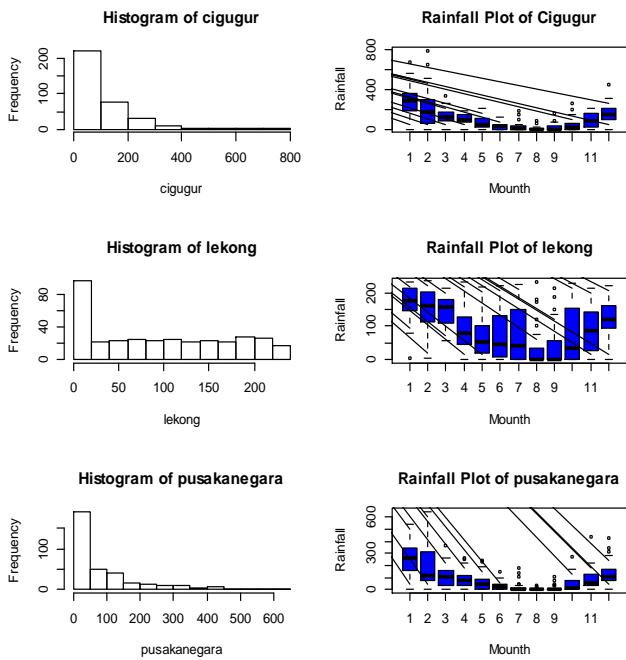 Histogram of cigugur
Frequency
0 100 200
0 200 400 600 800
cigugur
Rainfall Plot of Cigugur
Rainfall
0 400 800
1 2 3 4 5 6 7 8 9 11
Mounth
Histogram of lekong
Frequency
0 40 80
0 50 100 150 200
lekong
Rainfall Plot of lekong
Rainfall
0 100 200
1 2 3 4 5 6 7 8 9 11
Mounth
Histogram of pusakanegara
Frequency
0 100
0 100 200 300 400 500 600
pusakanegara
Rainfall Plot of pusakanegara
Rainfall
0 300 600
1 2 3 4 5 6 7 8 9 11
Mounth